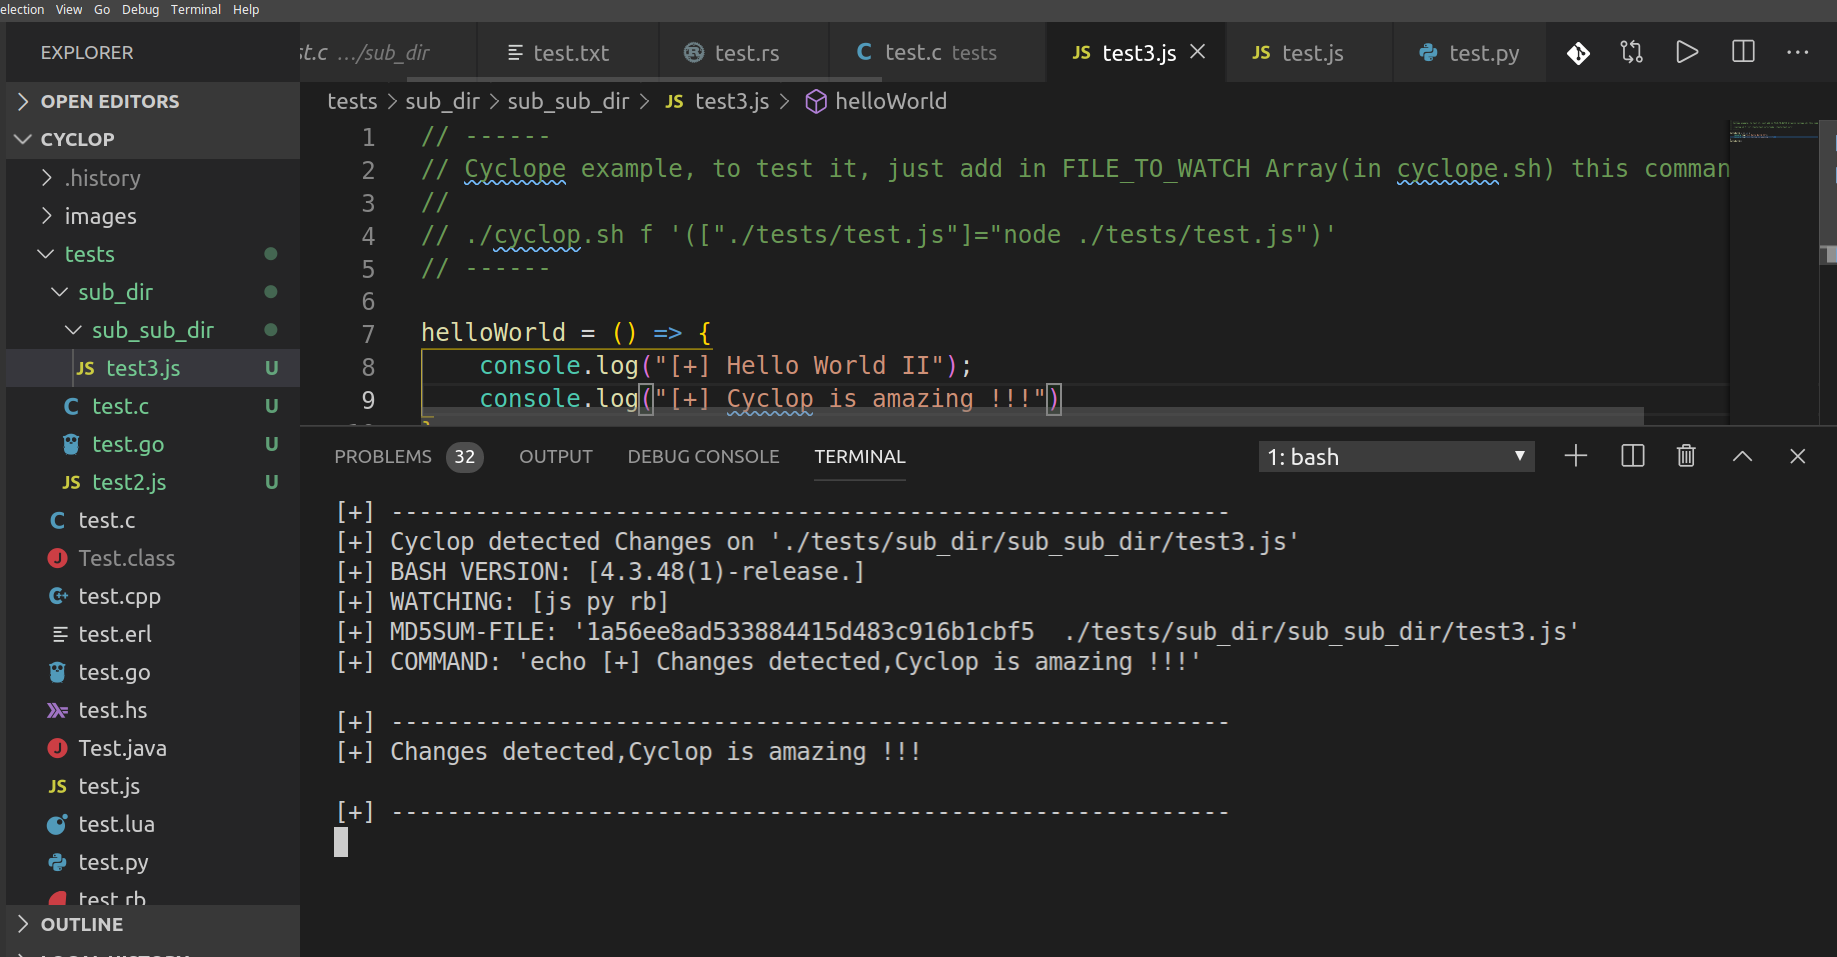 election View Go Debug Terminal Help
EXPLORER
st.c .../sub_dir
test.txt
test.rs
C test.c tests
JS test3.js
JS test.js
test.py
OPEN EDITORS
CYCLOP
.history
images
tests
sub_dir
sub_sub_dir
JS test3.js U
C test.c U
test.go U
JS test2.js U
C test.c
J Test.class
C+ test.cpp
test.erl
test.go
test.hs
J Test.java
JS test.js
test.lua
test.py
test.rb
OUTLINE
LOCAL HISTORY
tests > sub_dir > sub_sub_dir > JS test3.js > helloWorld
1 // ------
2 // Cyclope example, to test it, just add in FILE_TO_WATCH Array(in cyclope.sh) this comman
3 //
4 // ./cyclop.sh f '(["./tests/test.js"]="node ./tests/test.js")'
5 // ------
6
7 helloWorld = () => {
8 console.log("[+] Hello World II");
9 console.log("[+] Cyclop is amazing !!!")
10 }
PROBLEMS 32 OUTPUT DEBUG CONSOLE TERMINAL 1: bash
[+] ------------------------------------------------------------
[+] Cyclop detected Changes on './tests/sub_dir/sub_sub_dir/test3.js'
[+] BASH VERSION: [4.3.48(1)-release.]
[+] WATCHING: [js py rb]
[+] MD5SUM-FILE: '1a56ee8ad533884415d483c916b1cbf5  ./tests/sub_dir/sub_sub_dir/test3.js'
[+] COMMAND: 'echo [+] Changes detected,Cyclop is amazing !!!'
[+] ------------------------------------------------------------
[+] Changes detected,Cyclop is amazing !!!
[+] ------------------------------------------------------------